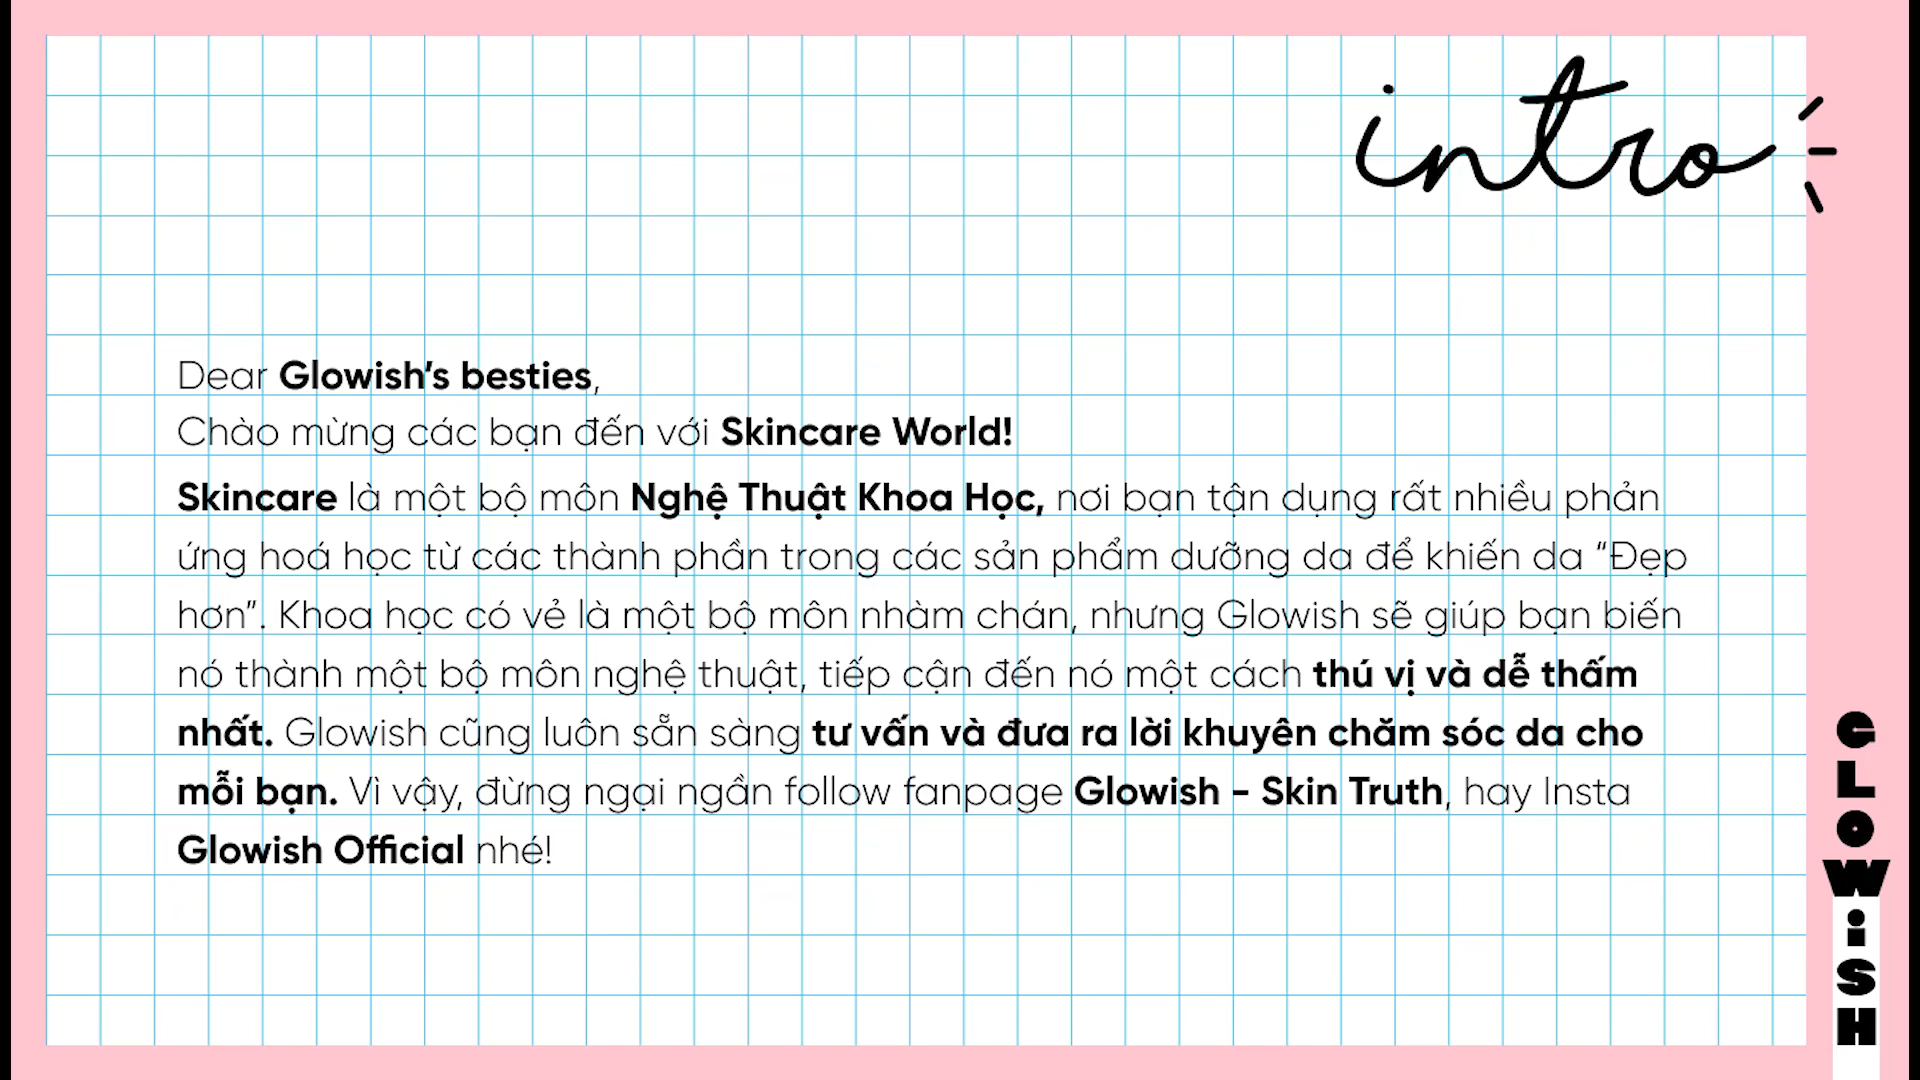 intro
Dear Glowish’s besties,
Chào mừng các bạn đến với Skincare World!
Skincare là một bộ môn Nghệ Thuật Khoa Học, nơi bạn tận dụng rất nhiều phản
ứng hoá học từ các thành phần trong các sản phẩm dưỡng da để khiến da “Đẹp
hơn”. Khoa học có vẻ là một bộ môn nhàm chán, nhưng Glowish sẽ giúp bạn biến
nó thành một bộ môn nghệ thuật, tiếp cận đến nó một cách thú vị và dễ thấm
nhất. Glowish cũng luôn sẵn sàng tư vấn và đưa ra lời khuyên chăm sóc da cho
mỗi bạn. Vì vậy, đừng ngại ngần follow fanpage Glowish - Skin Truth, hay Insta
Glowish Official nhé!
GLOWiSH